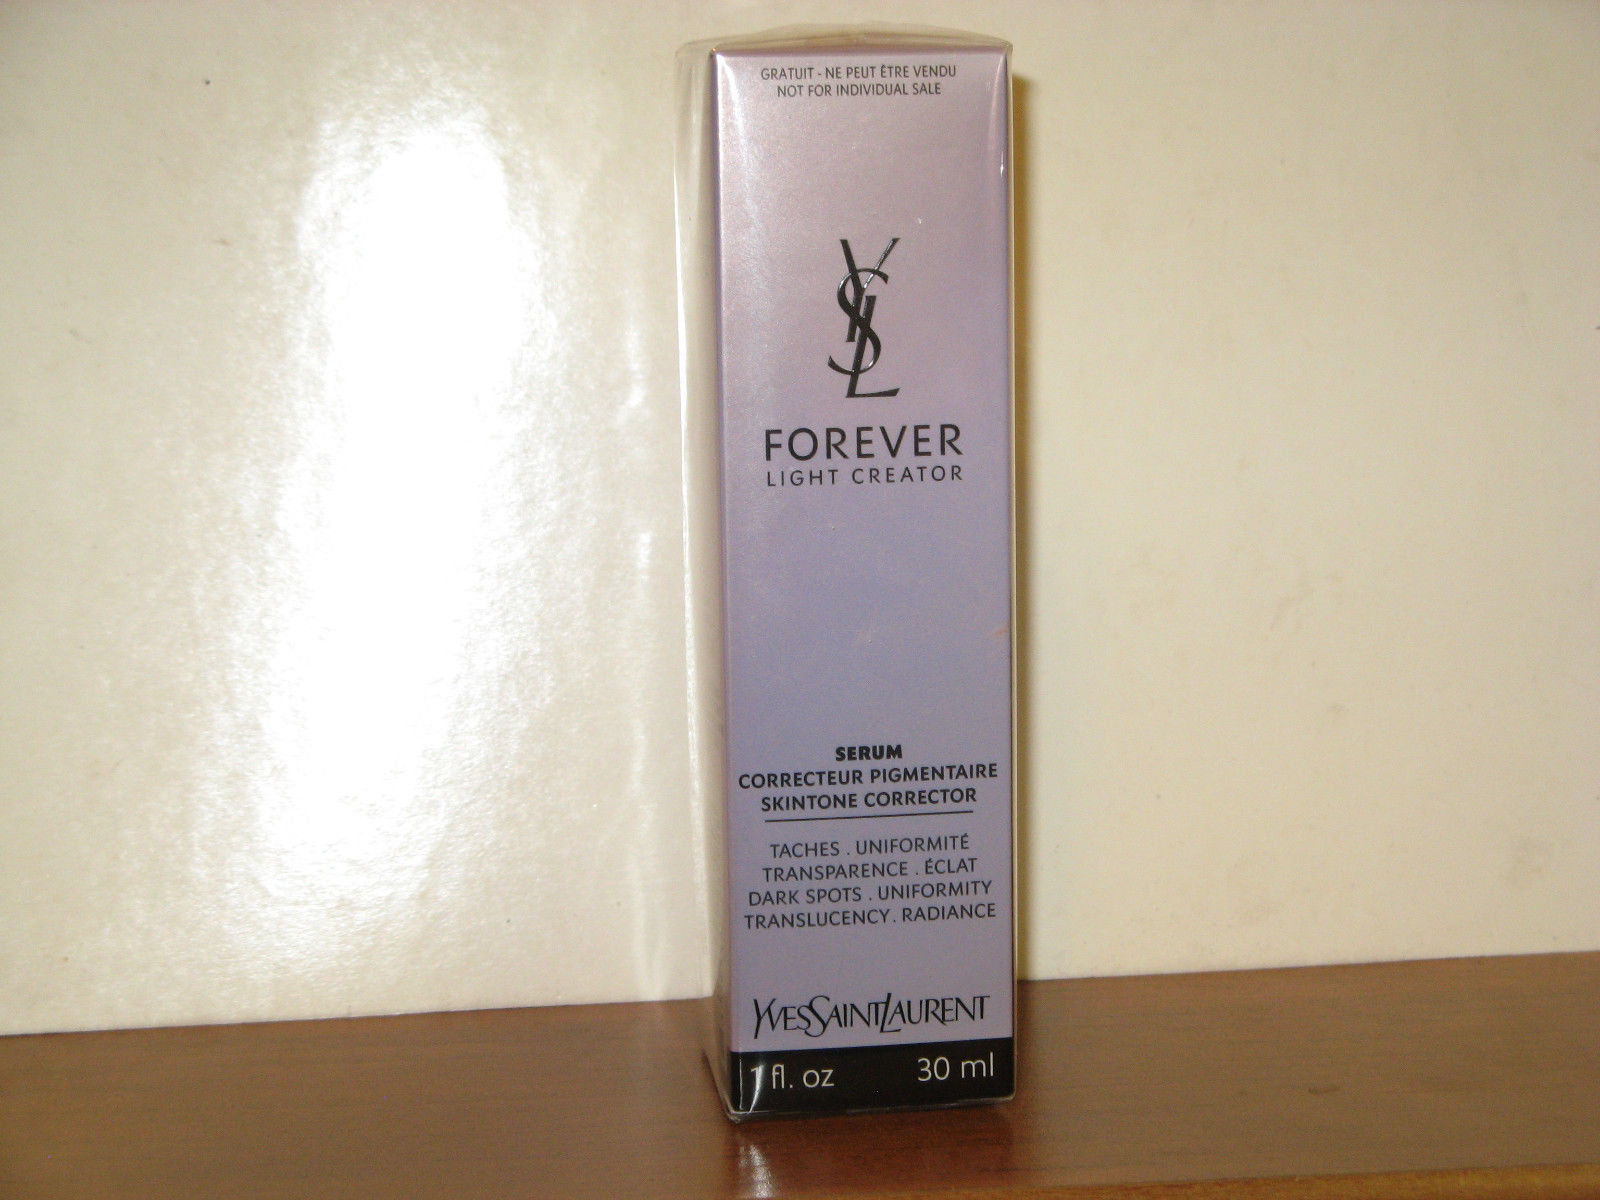 GRATUIT - NE PEUT ÊTRE VENDU
NOT FOR INDIVIDUAL SALE
YSL
FOREVER
LIGHT CREATOR
SERUM
CORRECTEUR PIGMENTAIRE
SKINTONE CORRECTOR
TACHES . UNIFORMITÉ
TRANSPARENCE . ÉCLAT
DARK SPOTS . UNIFORMITY
TRANSLUCENCY . RADIANCE
YVESSAINTLAURENT
1 fl. oz 30 ml